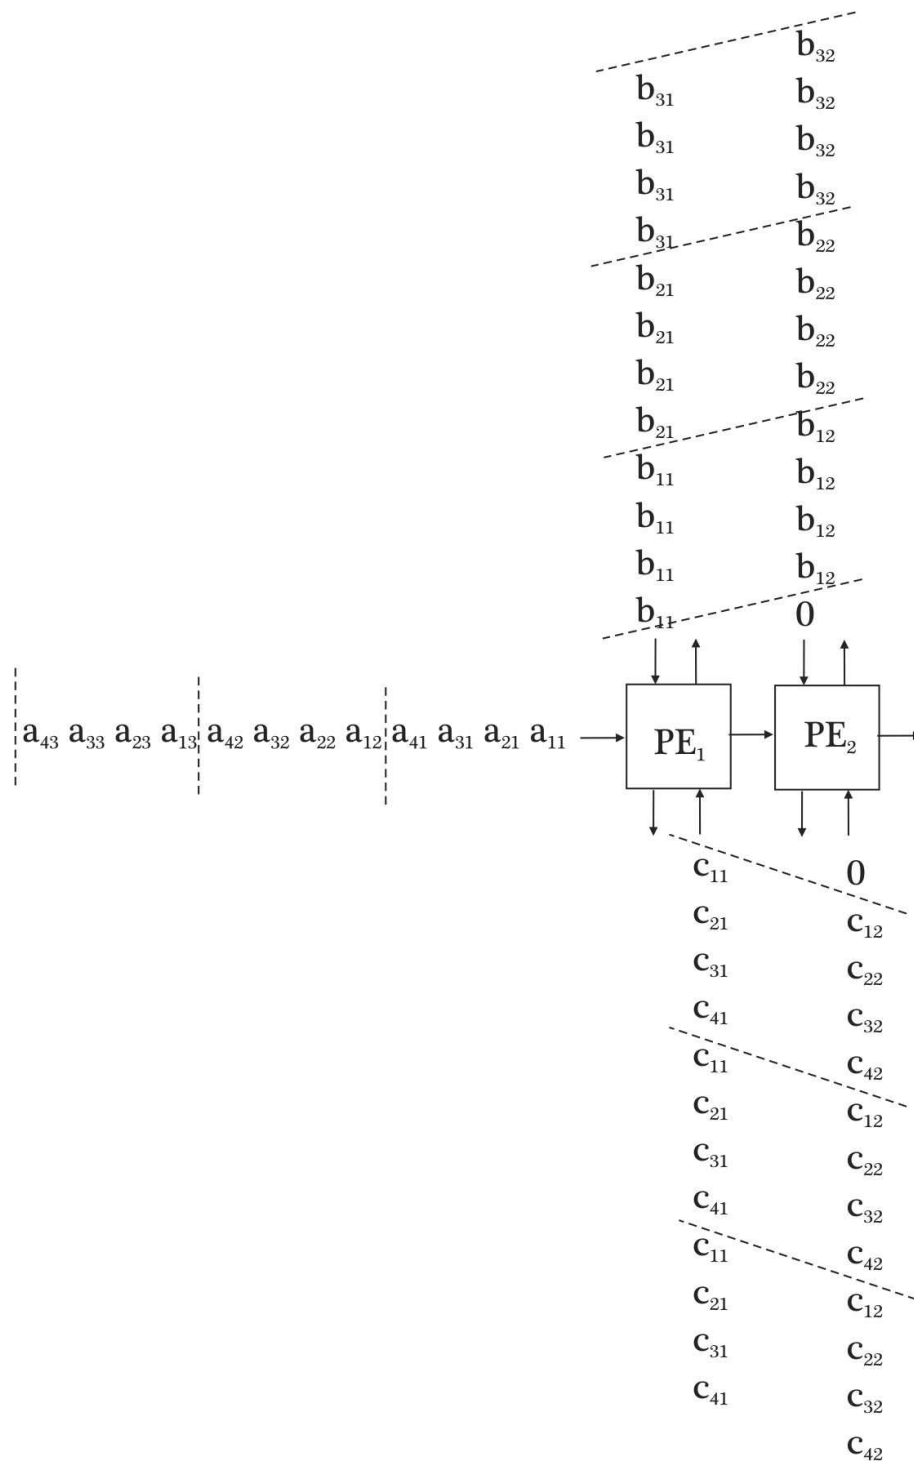 b₃₂
b₃₁ b₃₂
b₃₁ b₃₂
b₃₁ b₃₂
b₃₁ b₂₂
b₂₁ b₂₂
b₂₁ b₂₂
b₂₁ b₂₂
b₂₁ b₁₂
b₁₁ b₁₂
b₁₁ b₁₂
b₁₁ b₁₂
b₁₁ 0
a₄₃ a₃₃ a₂₃ a₁₃ a₄₂ a₃₂ a₂₂ a₁₂ a₄₁ a₃₁ a₂₁ a₁₁ PE₁ PE₂
c₁₁ 0
c₂₁ c₁₂
c₃₁ c₂₂
c₄₁ c₃₂
c₁₁ c₄₂
c₂₁ c₁₂
c₃₁ c₂₂
c₄₁ c₃₂
c₁₁ c₄₂
c₂₁ c₁₂
c₃₁ c₂₂
c₄₁ c₃₂
c₄₂